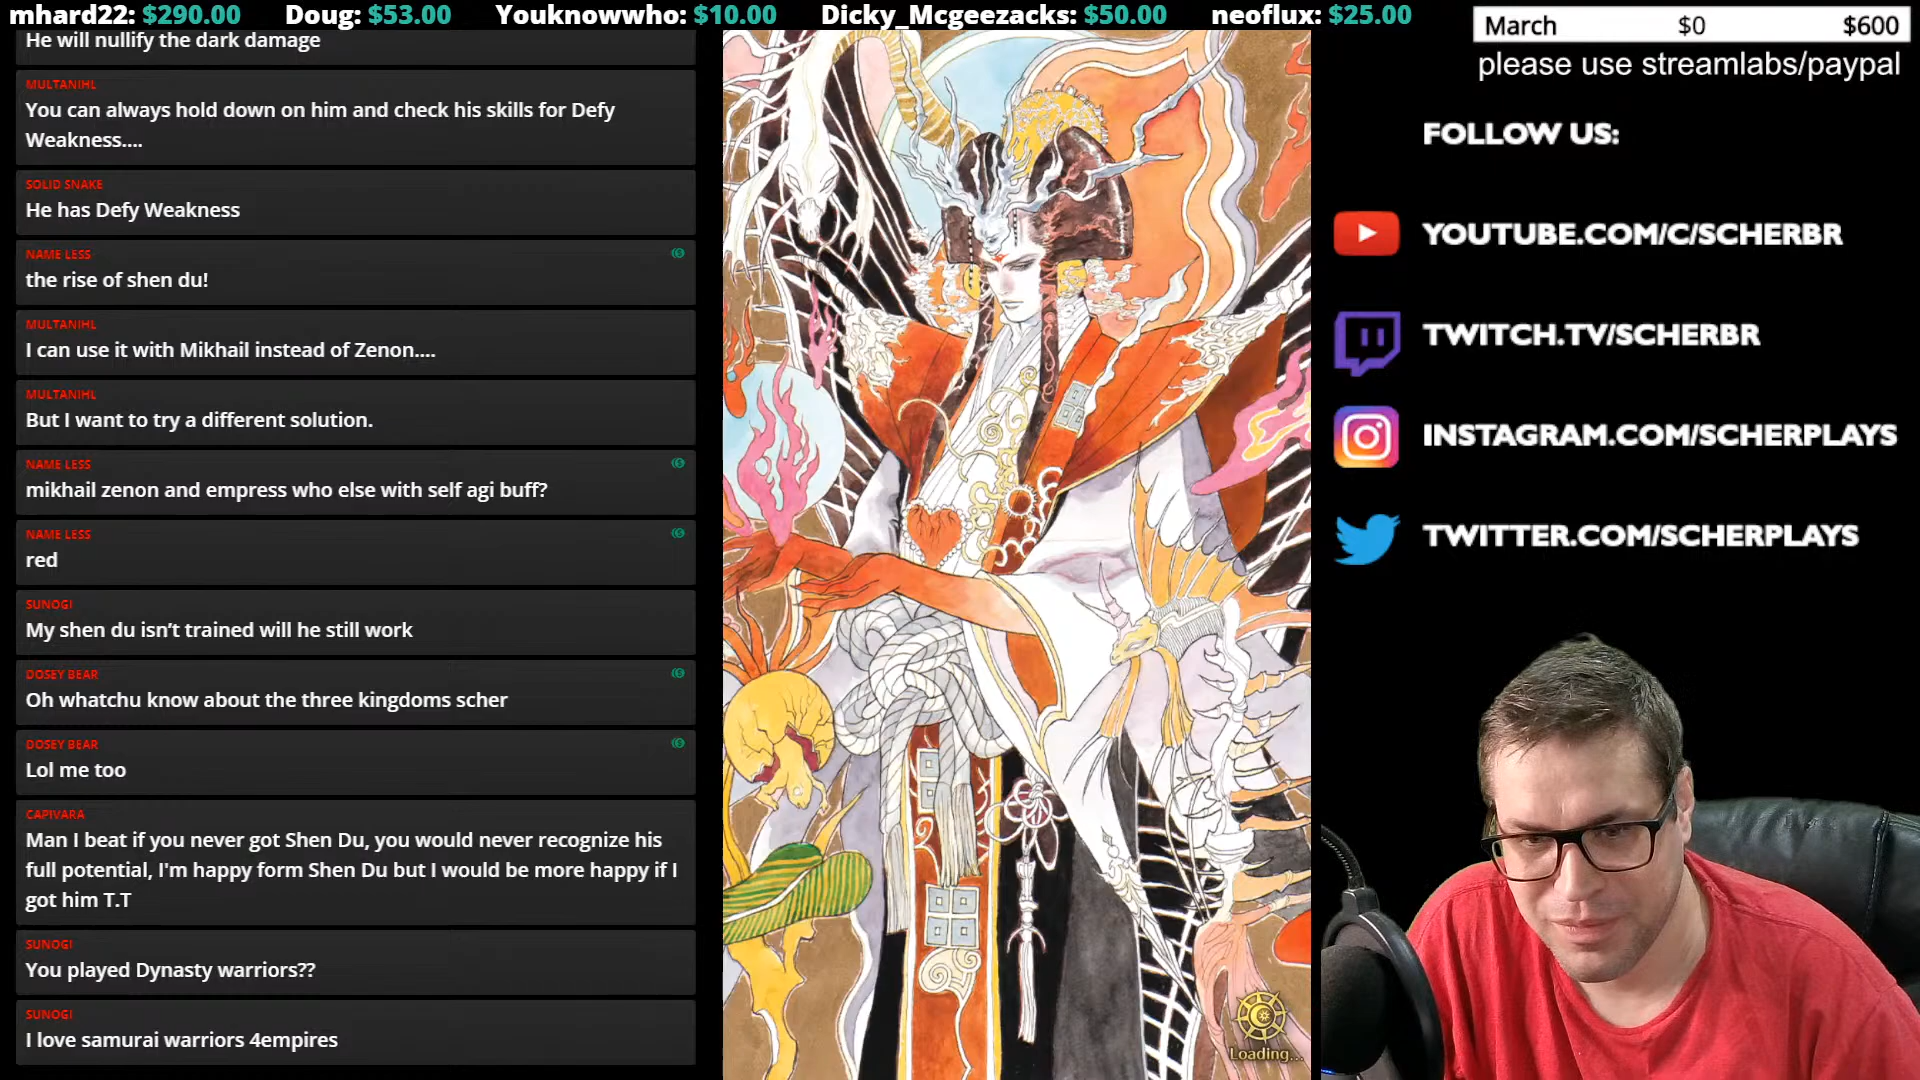 mhard22: $290.00 Doug: $53.00 Youknowwho: $10.00 Dicky_Mcgeezacks: $50.00 neoflux: $25.00
He will nullify the dark damage
MULTANIHL
You can always hold down on him and check his skills for Defy
Weakness....
SOLID SNAKE
He has Defy Weakness
NAME LESS
the rise of shen du!
MULTANIHL
I can use it with Mikhail instead of Zenon....
MULTANIHL
But I want to try a different solution.
NAME LESS
mikhail zenon and empress who else with self agi buff?
NAME LESS
red
SUNOGI
My shen du isn't trained will he still work
DOSEY BEAR
Oh whatchu know about the three kingdoms scher
DOSEY BEAR
Lol me too
CAPIVARA
Man I beat if you never got Shen Du, you would never recognize his
full potential, I'm happy form Shen Du but I would be more happy if I
got him T.T
SUNOGI
You played Dynasty warriors??
SUNOGI
I love samurai warriors 4empires
Loading...
March $0 $600
please use streamlabs/paypal
FOLLOW US:
YOUTUBE.COM/C/SCHERBR
TWITCH.TV/SCHERBR
INSTAGRAM.COM/SCHERPLAYS
TWITTER.COM/SCHERPLAYS